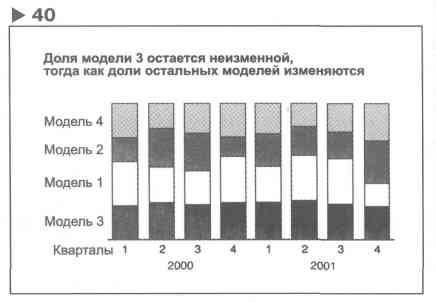 ▶ 40
Доля модели 3 остается неизменной,
тогда как доли остальных моделей изменяются
Модель 4
Модель 2
Модель 1
Модель 3
Кварталы 1 2 3 4 1 2 3 4
2000 2001